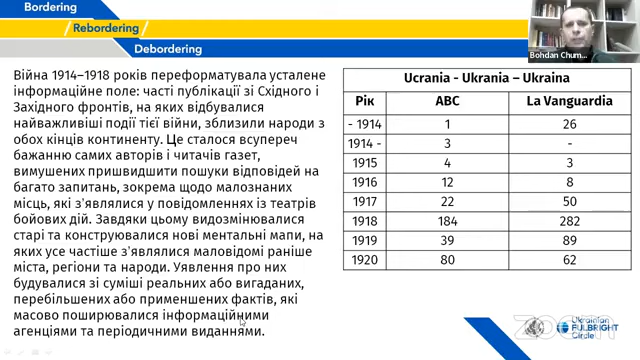 Bordering
Rebordering
Debordering
Bohdan Chum...
Війна 1914–1918 років переформатувала усталене
інформаційне поле: часті публікації зі Східного і
Західного фронтів, на яких відбувалися
найважливіші події тієї війни, зблизили народи з
обох кінців континенту. Це сталося всупереч
бажанню самих авторів і читачів газет,
вимушених пришвидшити пошуки відповідей на
багато запитань, зокрема щодо малознаних
місць, які з'являлися у повідомленнях із театрів
бойових дій. Завдяки цьому видозмінювалися
старі та конструювалися нові ментальні мапи, на
яких усе частіше з'являлися маловідомі раніше
міста, регіони та народи. Уявлення про них
будувалися зі суміші реальних або вигаданих,
перебільшених або применшених фактів, які
масово поширювалися інформаційними
агенціями та періодичними виданнями.
Ucrania - Ukrania – Ukraina
Рік ABC La Vanguardia
- 1914 1 26
1914 - 3 -
1915 4 3
1916 12 8
1917 22 50
1918 184 282
1919 39 89
1920 80 62
Ukrainian
FULBRIGHT
Circle
zoom